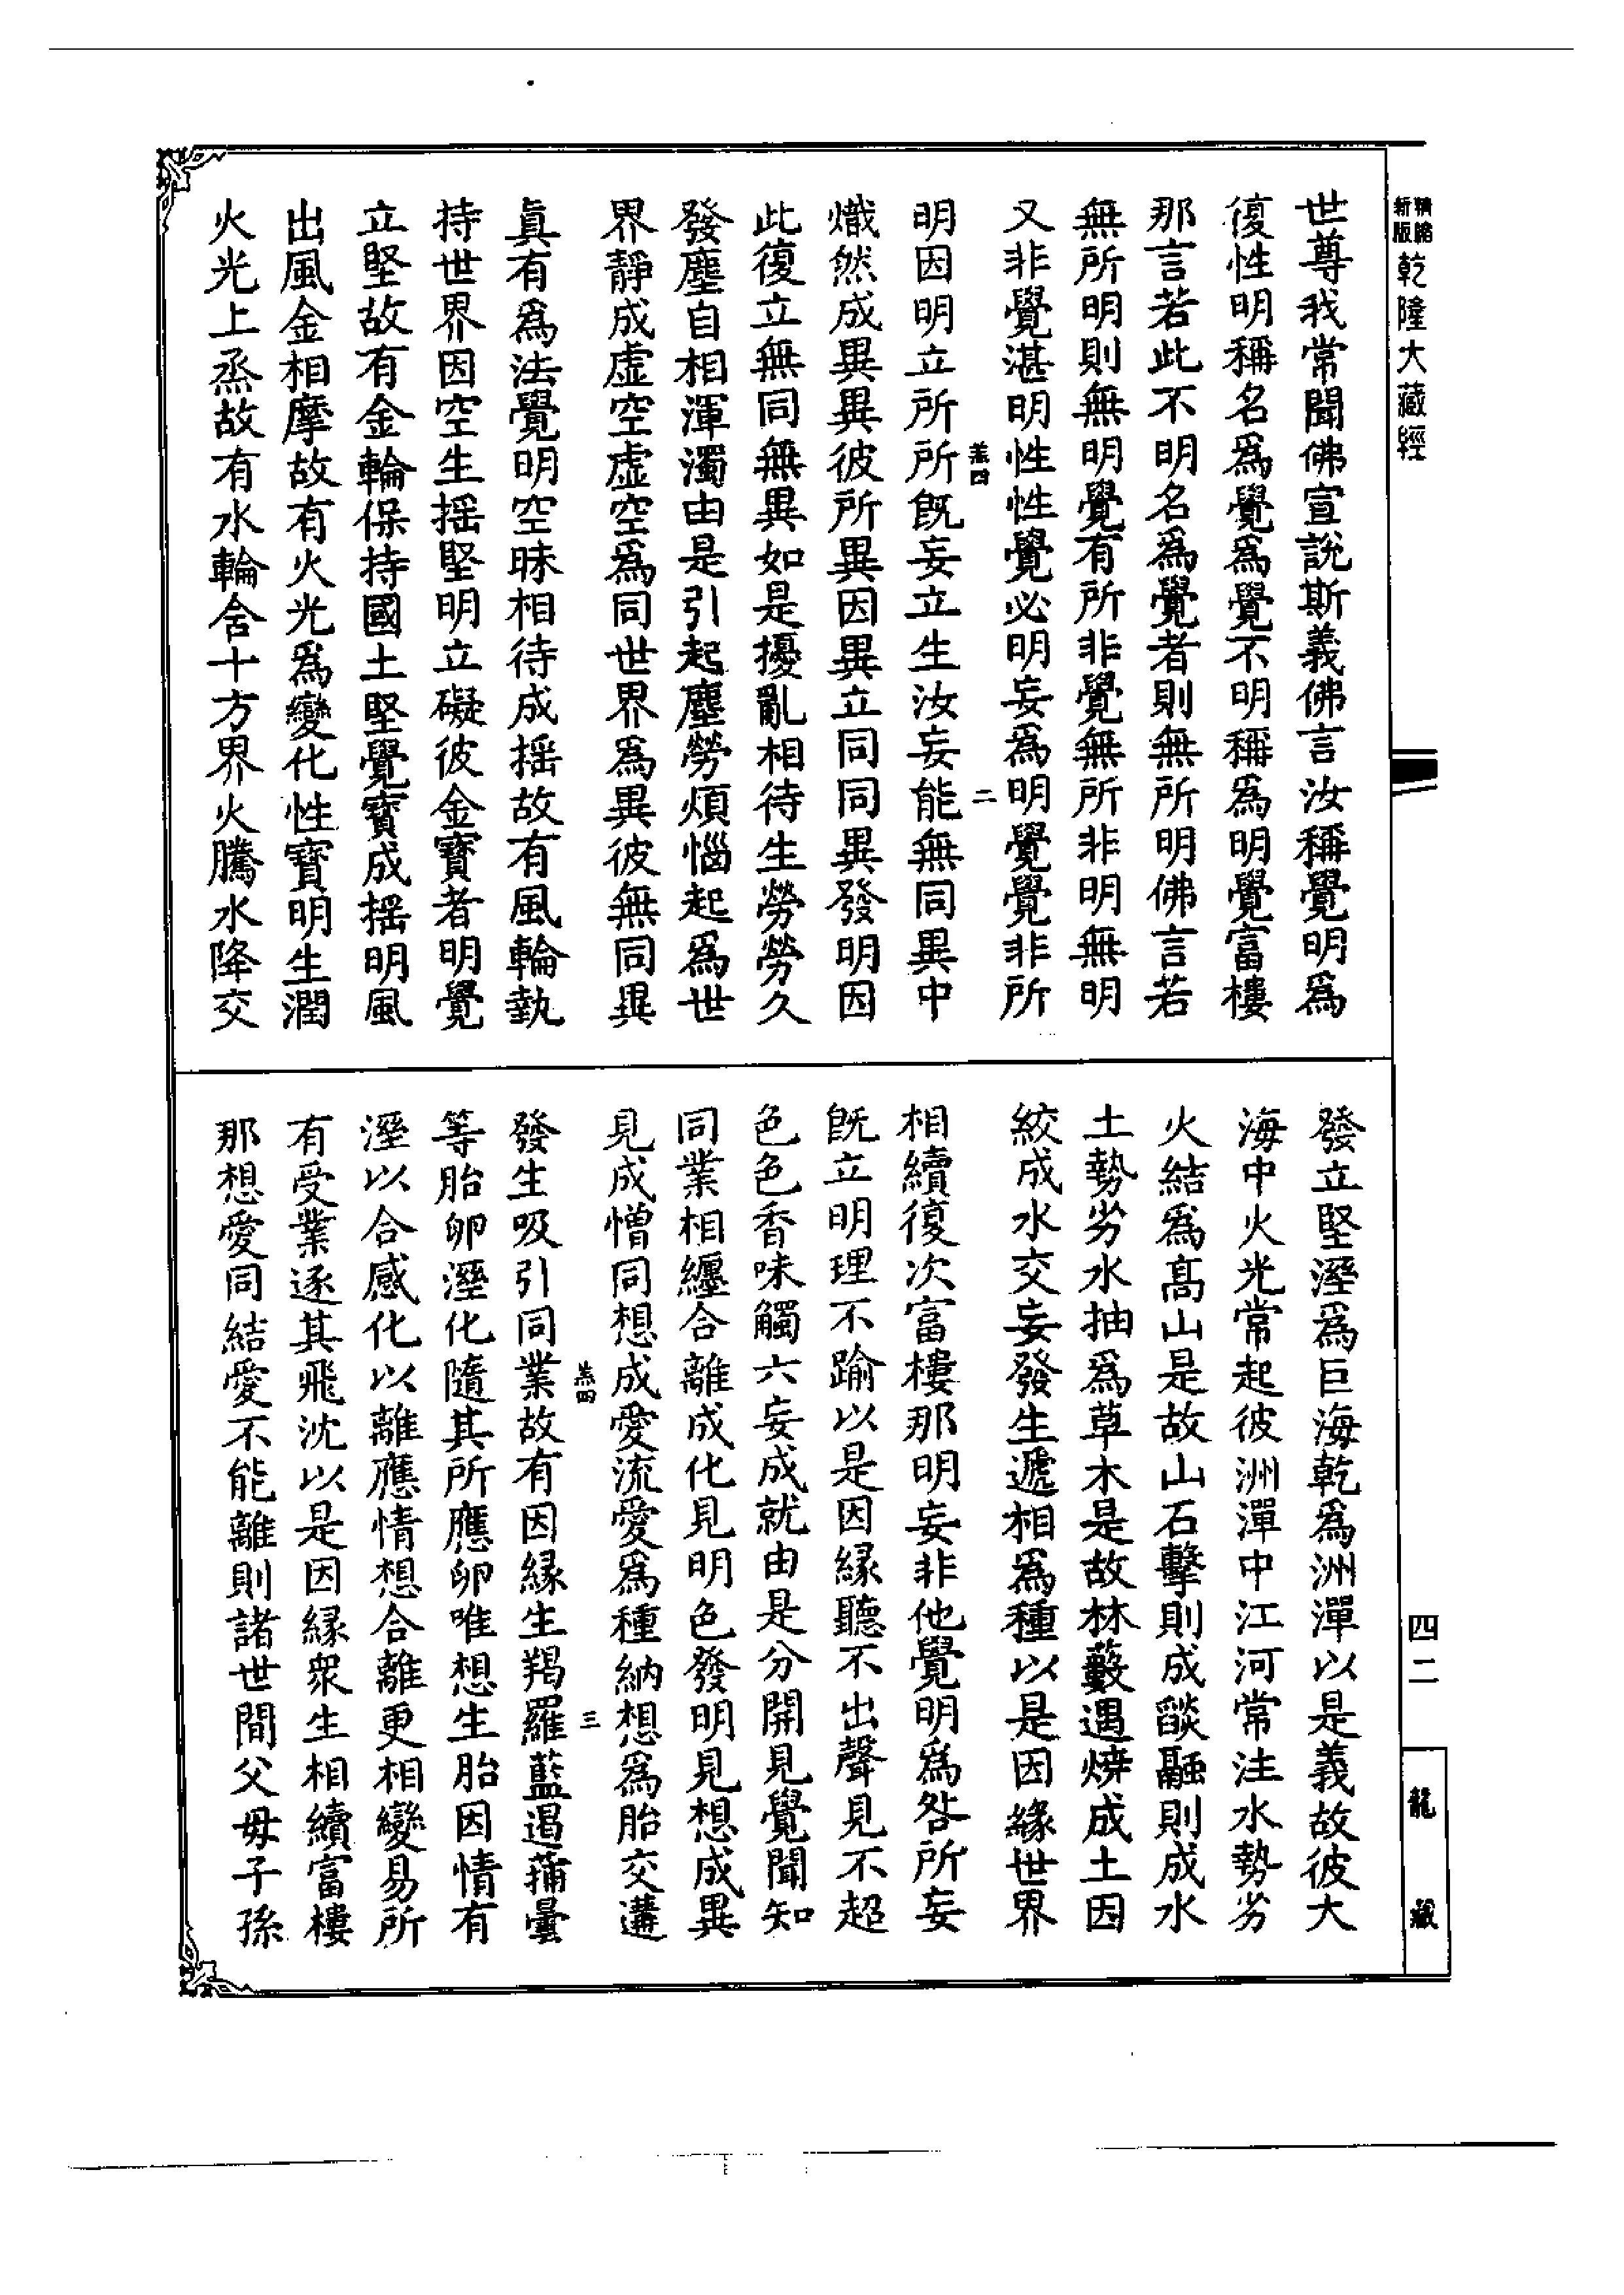 精縮
新版
乾隆大藏經
世尊我常聞佛宣說斯義佛言汝稱覺明爲
復性明稱名爲覺爲覺不明稱爲明覺富樓
那言若此不明名爲覺者則無所明佛言若
無所明則無明覺有所非覺無所非明無明
又非覺湛明性性覺必明妄爲明覺覺非所
羔四
二
明因明立所所旣妄立生汝妄能無同異中
熾然成異異彼所異因異立同同異發明因
此復立無同無異如是擾亂相待生勞勞久
發塵自相渾濁由是引起塵勞煩惱起爲世
界靜成虛空虛空爲同世界爲異彼無同異
眞有爲法覺明空昧相待成搖故有風輪執
持世界因空生搖堅明立礙彼金寶者明覺
立堅故有金輪保持國土堅覺寶成搖明風
出風金相摩故有火光爲變化性寶明生潤
火光上烝故有水輪含十方界火騰水降交
四二
龍藏
發立堅溼爲巨海乾爲洲潬以是義故彼大
海中火光常起彼洲潬中江河常注水勢劣
火結爲髙山是故山石擊則成燄融則成水
土勢劣水抽爲草木是故林藪遇燒成土因
絞成水交妄發生遞相爲種以是因緣世界
相續復次富樓那明妄非他覺明爲咎所妄
旣立明理不踰以是因緣聽不出聲見不超
色色香味觸六妄成就由是分開見覺聞知
同業相纏合離成化見明色發明見想成異
見成憎同想成愛流愛爲種納想爲胎交遘
羔四
三
發生吸引同業故有因緣生羯羅藍遏蒱曇
等胎卵溼化隨其所應卵唯想生胎因情有
溼以合感化以離應情想合離更相變易所
有受業逐其飛沈以是因緣衆生相續富樓
那想愛同結愛不能離則諸世間父母子孫